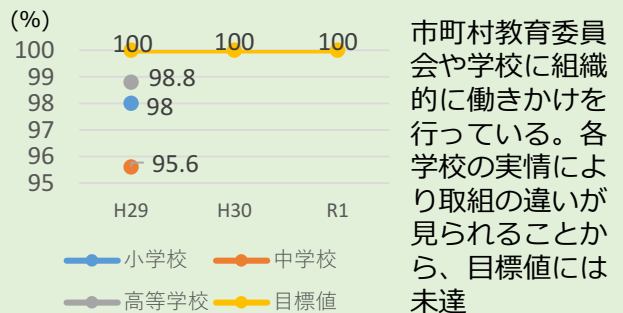 (%)
100 100 100
100
99
98.8
98
98
97
96
95.6
95
H29 H30 R1
小学校 中学校
高等学校 目標値
市町村教育委員
会や学校に組織
的に働きかけを
行っている。各
学校の実情によ
り取組の違いが
見られることか
ら、目標値には
未達